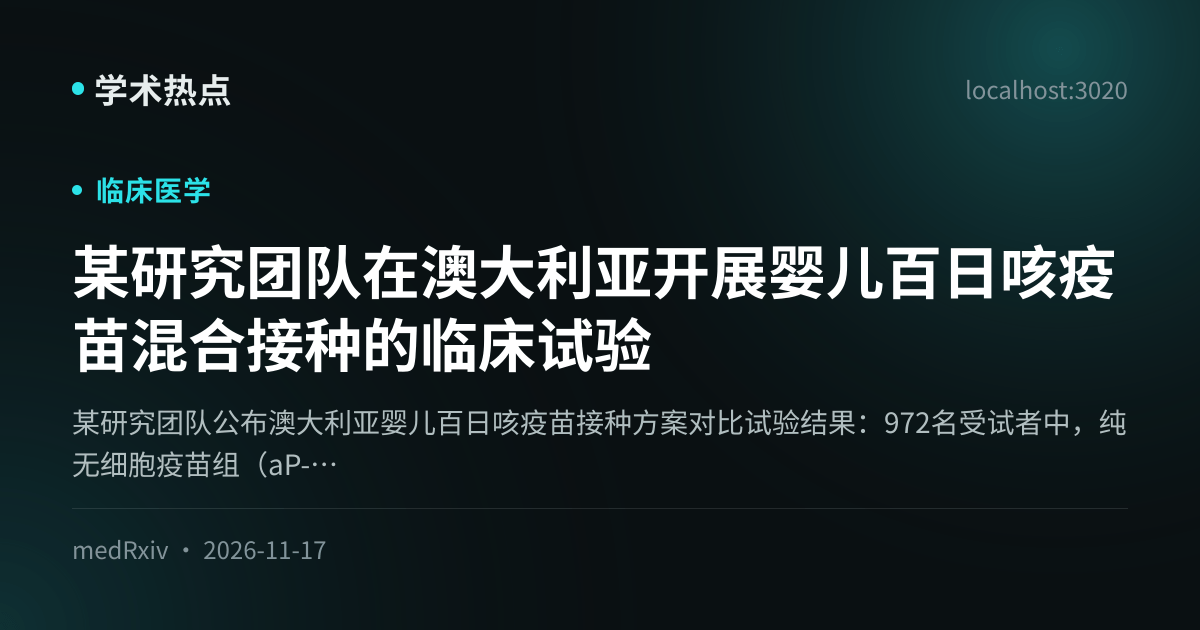 学术热点
localhost:3020
临床医学
某研究团队在澳大利亚开展婴儿百日咳疫
苗混合接种的临床试验
某研究团队公布澳大利亚婴儿百日咳疫苗接种方案对比试验结果：972名受试者中，纯
无细胞疫苗组（aP-…
medRxiv · 2026-11-17